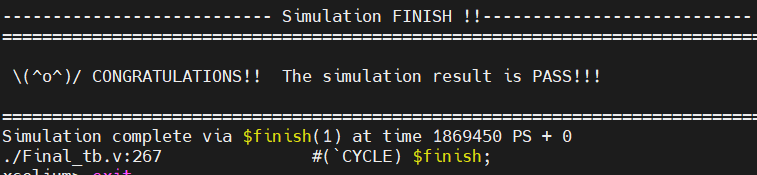 --------------------------- Simulation FINISH !!---------------------------
============================================================================
\(^o^)/ CONGRATULATIONS!!  The simulation result is PASS!!!
============================================================================
Simulation complete via $finish(1) at time 1869450 PS + 0
./Final_tb.v:267                #(`CYCLE) $finish;
xcelium> exit